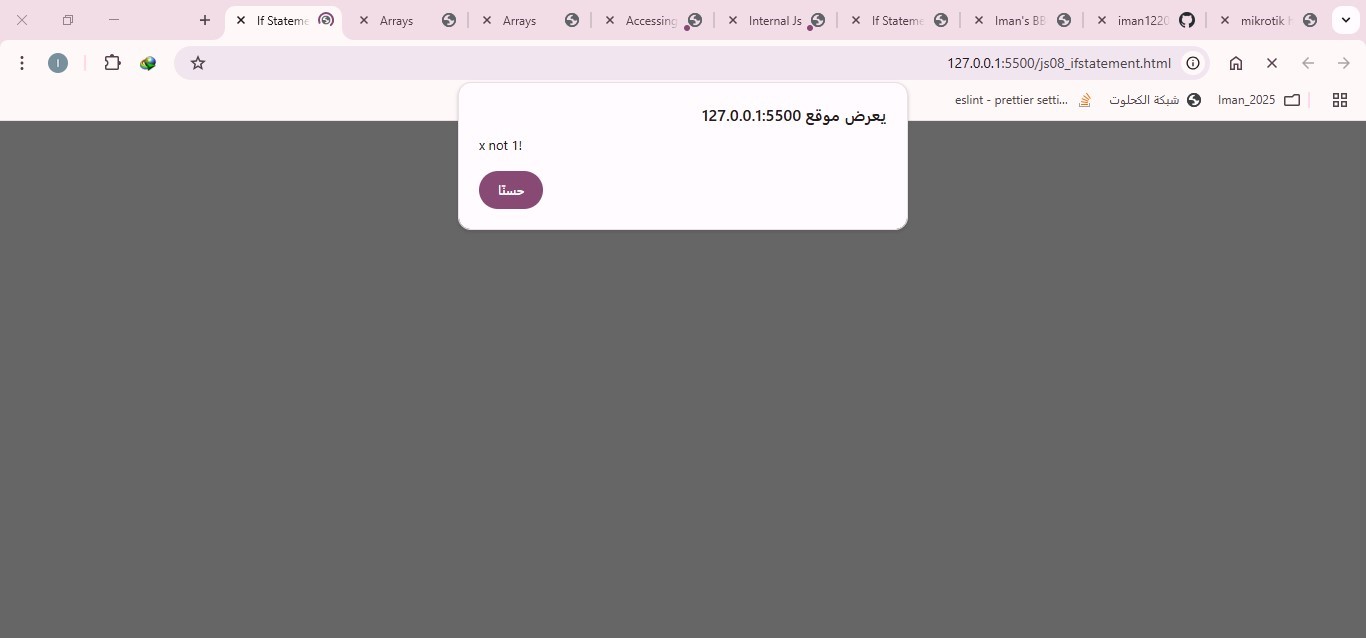 If Stateme
Arrays
Arrays
Accessing
Internal Js
If Stateme
Iman's BB
iman1220
mikrotik
I
127.0.0.1:5500/js08_ifstatement.html
eslint - prettier setti...
شبكة الكحلوت
Iman_2025
يعرض موقع 127.0.0.1:5500
x not 1!
حسنًا